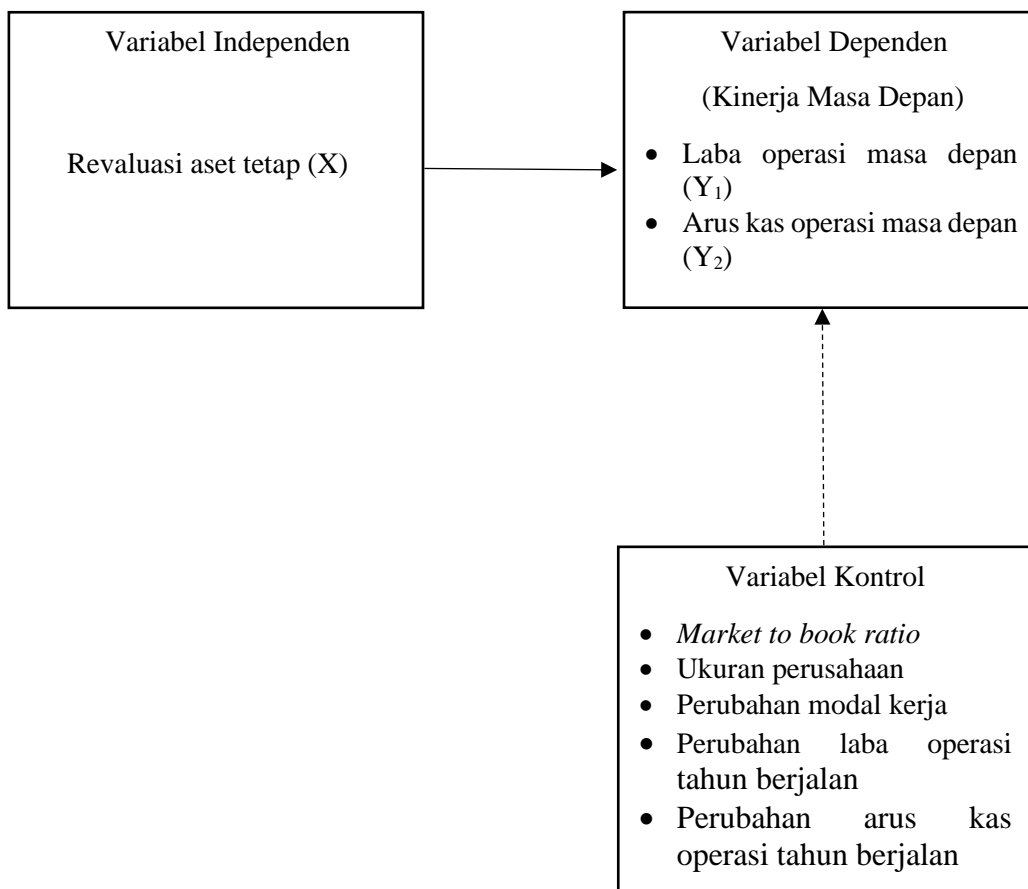 Variabel Independen
Revaluasi aset tetap (X)
Variabel Dependen
(Kinerja Masa Depan)
• Laba operasi masa depan
(Y₁)
• Arus kas operasi masa depan
(Y₂)
Variabel Kontrol
• Market to book ratio
• Ukuran perusahaan
• Perubahan modal kerja
• Perubahan laba operasi
tahun berjalan
• Perubahan arus kas
operasi tahun berjalan